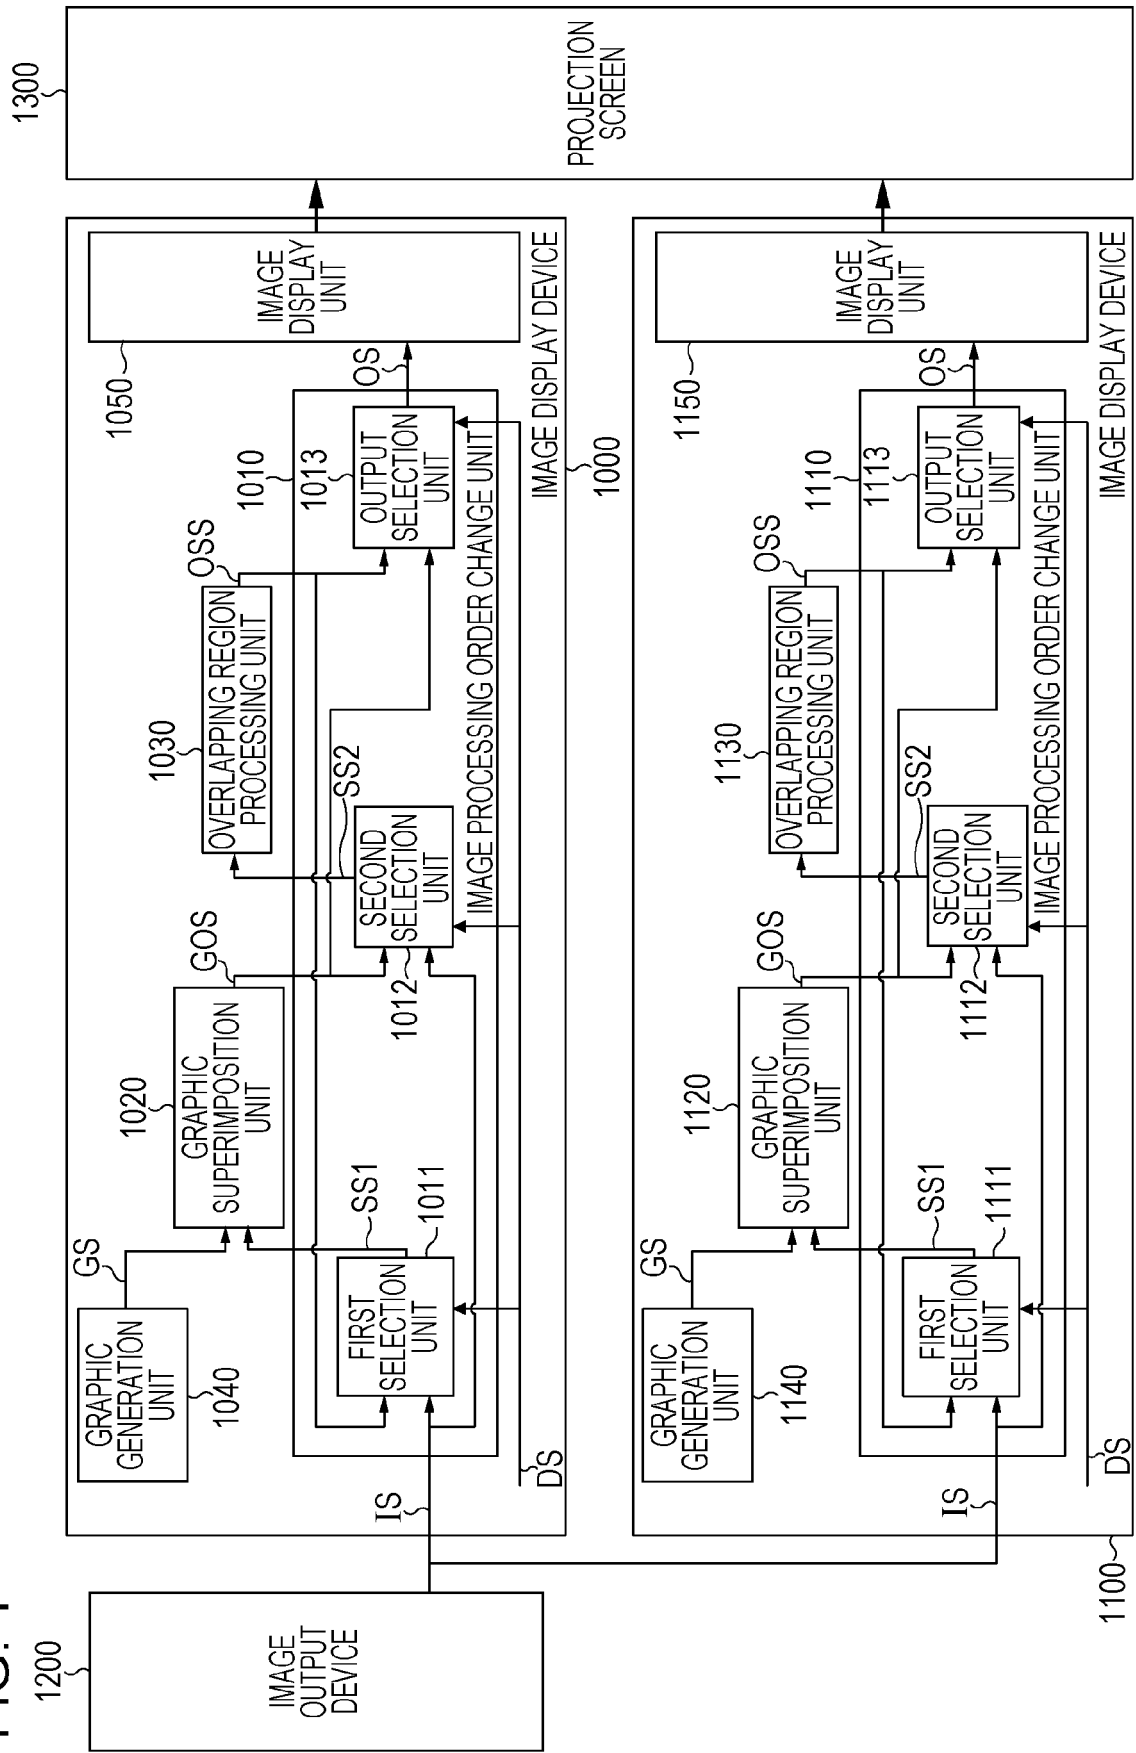 FIG. 1
1200
IMAGE
OUTPUT
DEVICE
IS
IS
DS
DS
1300
PROJECTION
SCREEN
GRAPHIC
GENERATION
UNIT
1040
GS
FIRST
SELECTION
UNIT
1011
SS1
1020
GRAPHIC
SUPERIMPOSITION
UNIT
GOS
1012
SECOND
SELECTION
UNIT
SS2
1030
OVERLAPPING REGION
PROCESSING UNIT
OSS
1010
1013
OUTPUT
SELECTION
UNIT
IMAGE PROCESSING ORDER CHANGE UNIT
OS
1050
IMAGE
DISPLAY
UNIT
IMAGE DISPLAY DEVICE
1000
GRAPHIC
GENERATION
UNIT
1140
GS
FIRST
SELECTION
UNIT
1111
SS1
1120
GRAPHIC
SUPERIMPOSITION
UNIT
GOS
1112
SECOND
SELECTION
UNIT
SS2
1130
OVERLAPPING REGION
PROCESSING UNIT
OSS
1110
1113
OUTPUT
SELECTION
UNIT
IMAGE PROCESSING ORDER CHANGE UNIT
OS
1150
IMAGE
DISPLAY
UNIT
IMAGE DISPLAY DEVICE
1100